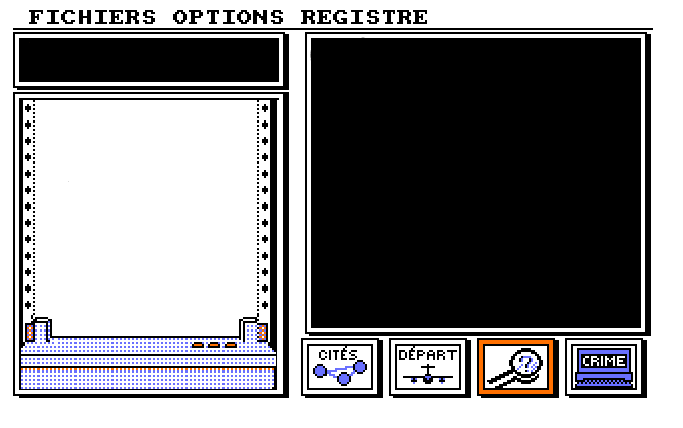 FICHIERS OPTIONS REGISTRE
CITÉS
DÉPART
?
CRIME